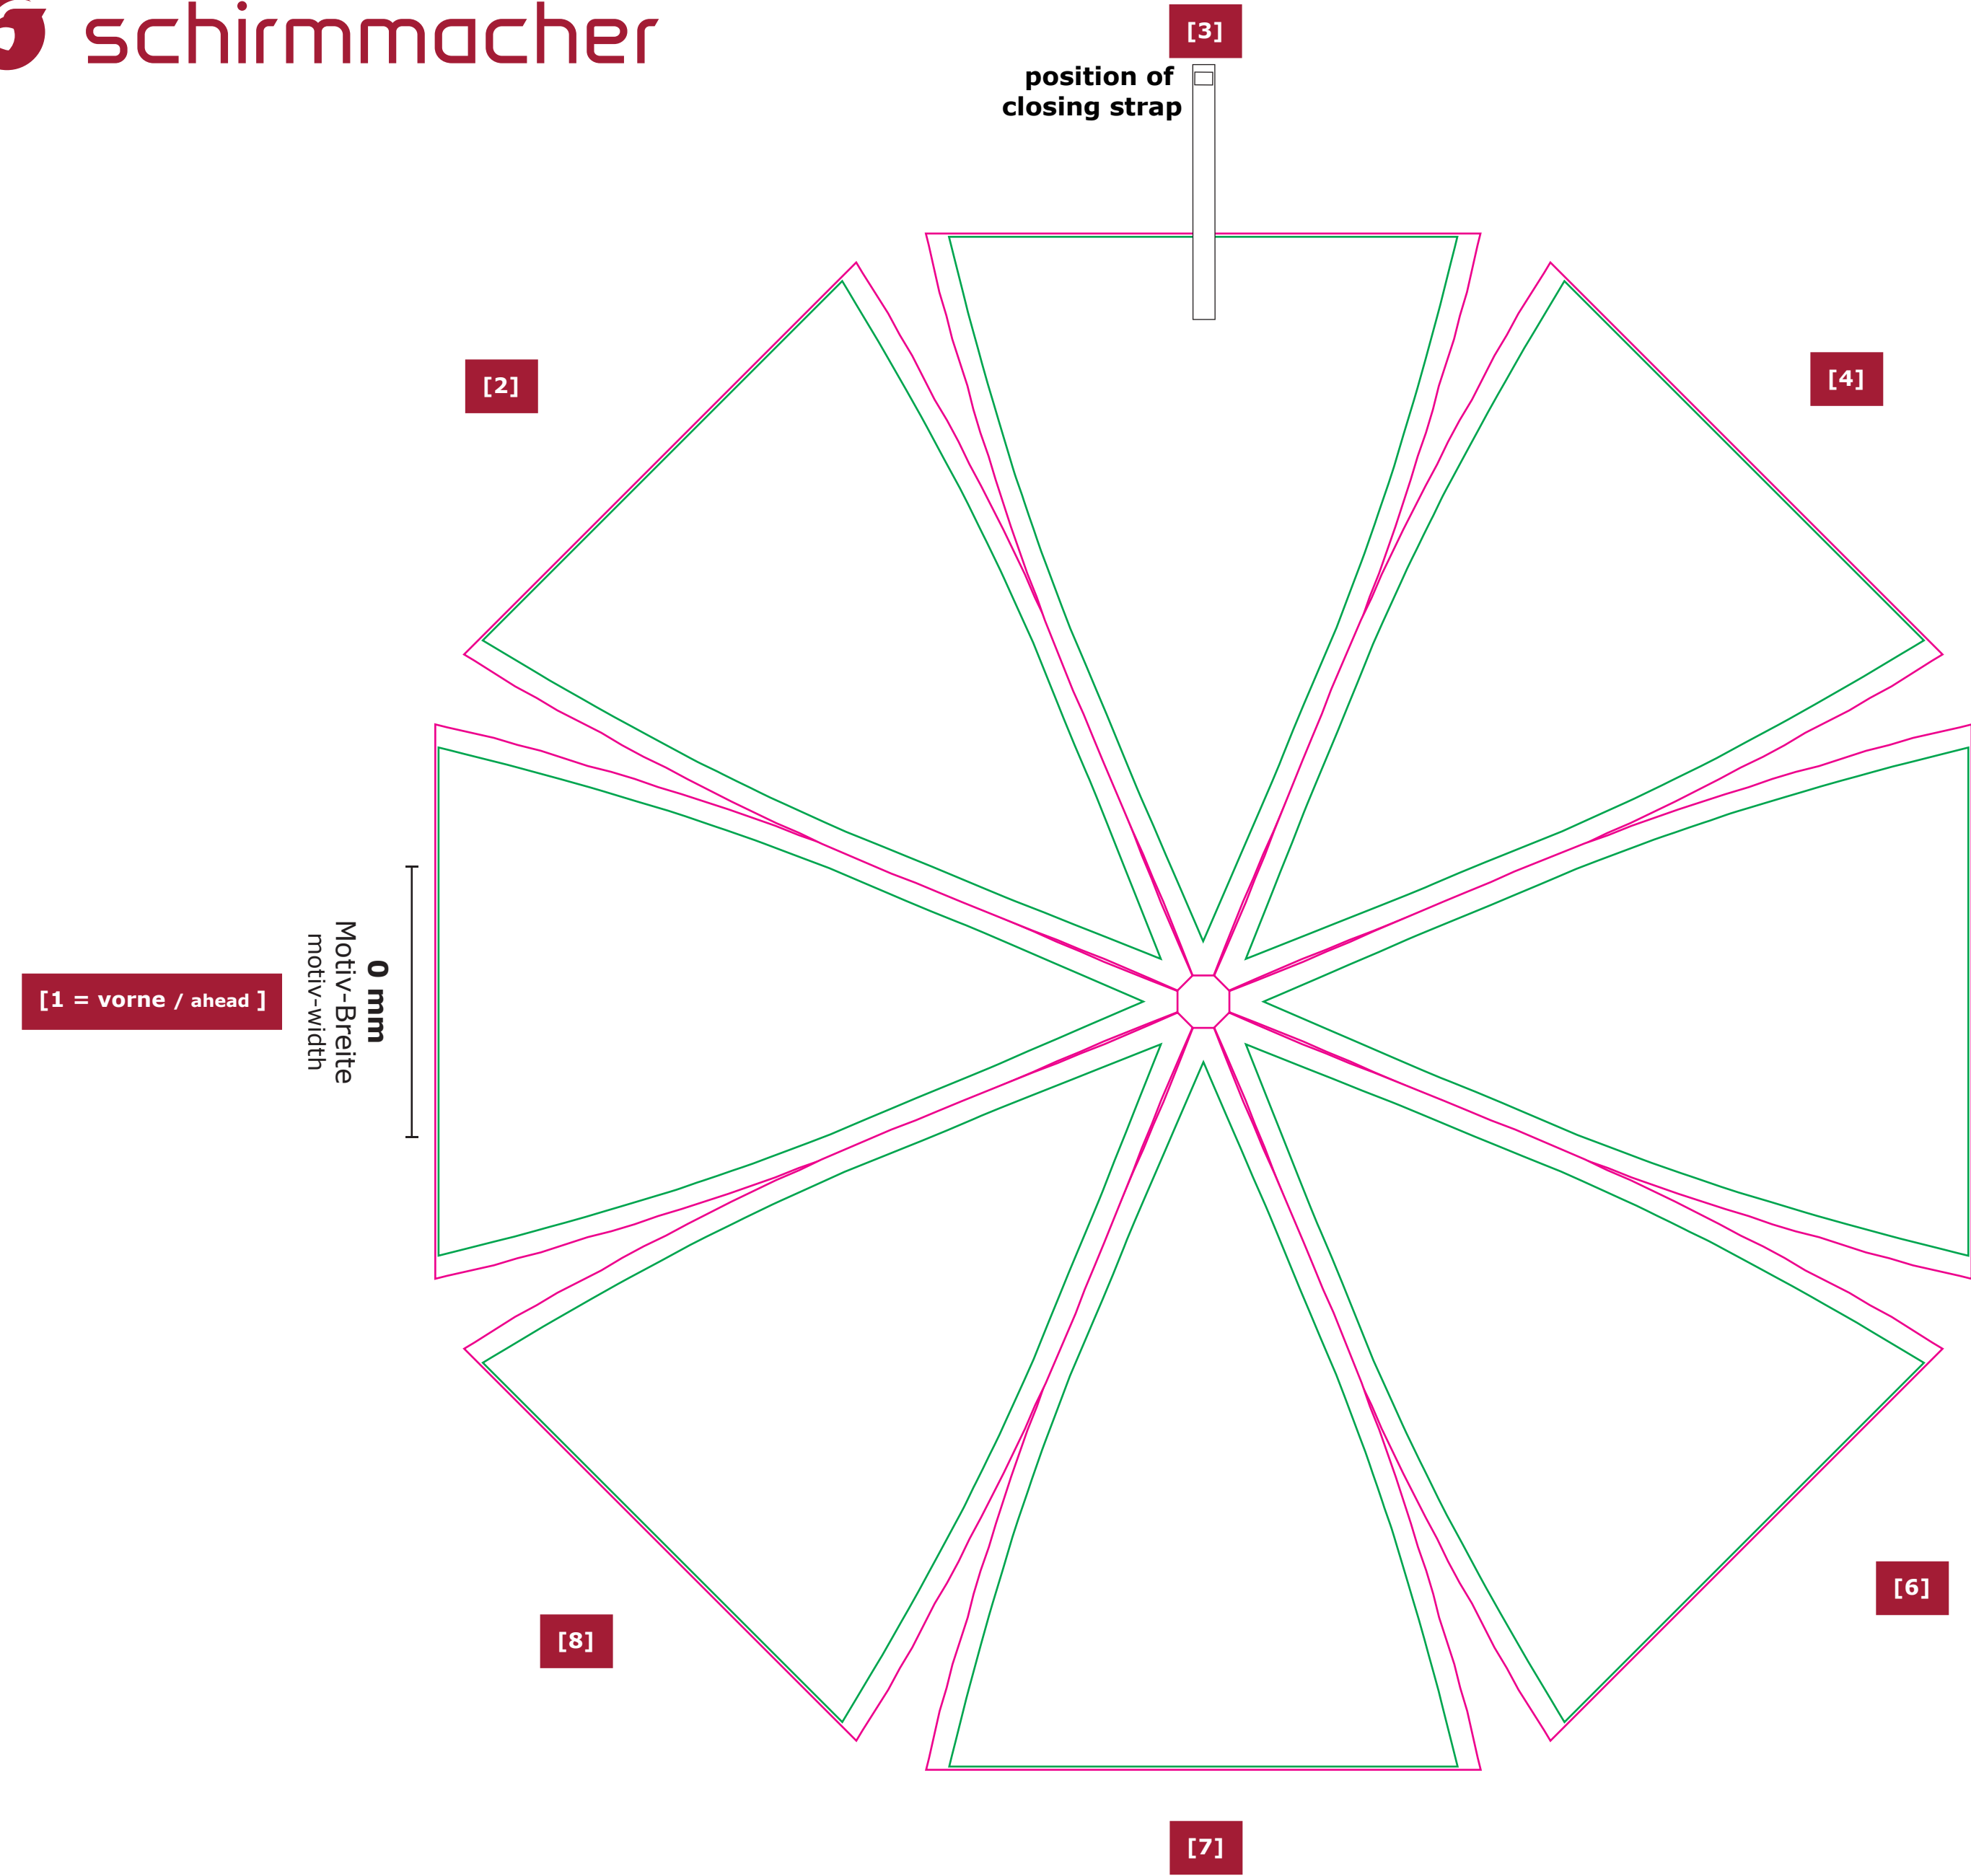 schirmmacher
[3]
position of
closing strap
[2]
[4]
[1 = vorne / ahead ]
0 mm
Motiv-Breite
motiv-width
[6]
[8]
[7]